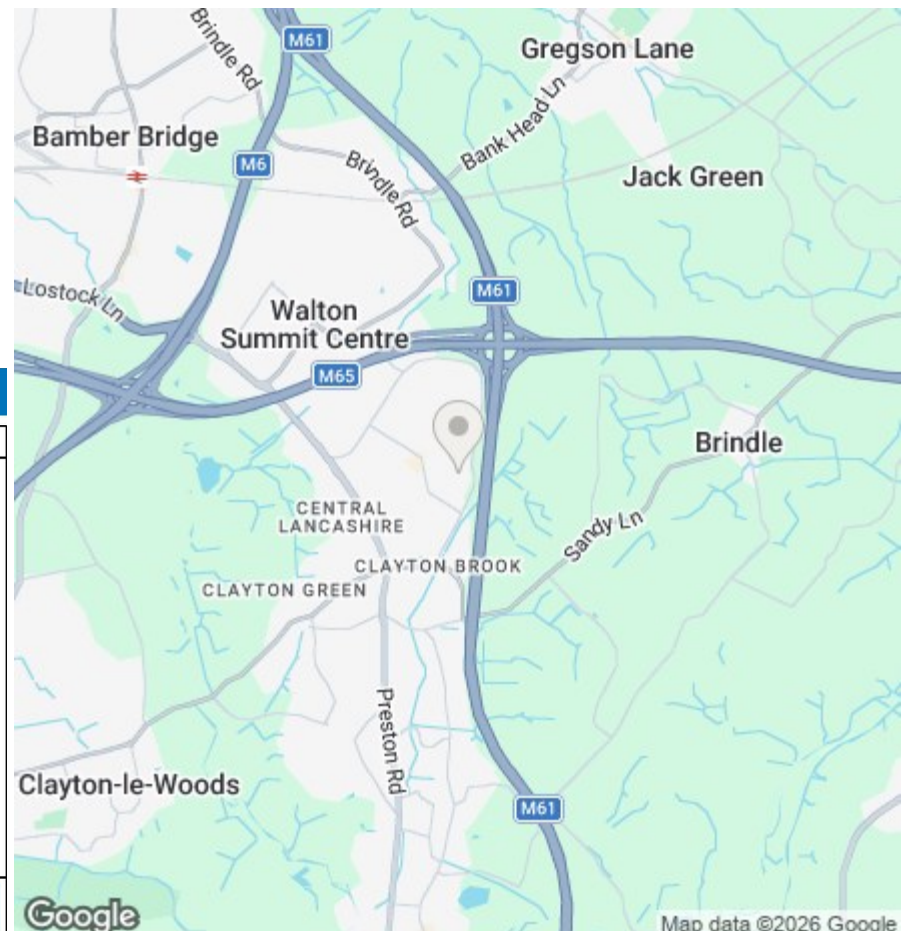 M61
Brindle Rd
Gregson Lane
Bank Head Ln
Bamber Bridge
M6
Brindle Rd
Jack Green
Lostock Ln
M61
Walton
Summit Centre
M65
Brindle
CENTRAL
LANCASHIRE
Sandy Ln
CLAYTON BROOK
CLAYTON GREEN
Preston Rd
Clayton-le-Woods
M61
Google
Map data ©2026 Google